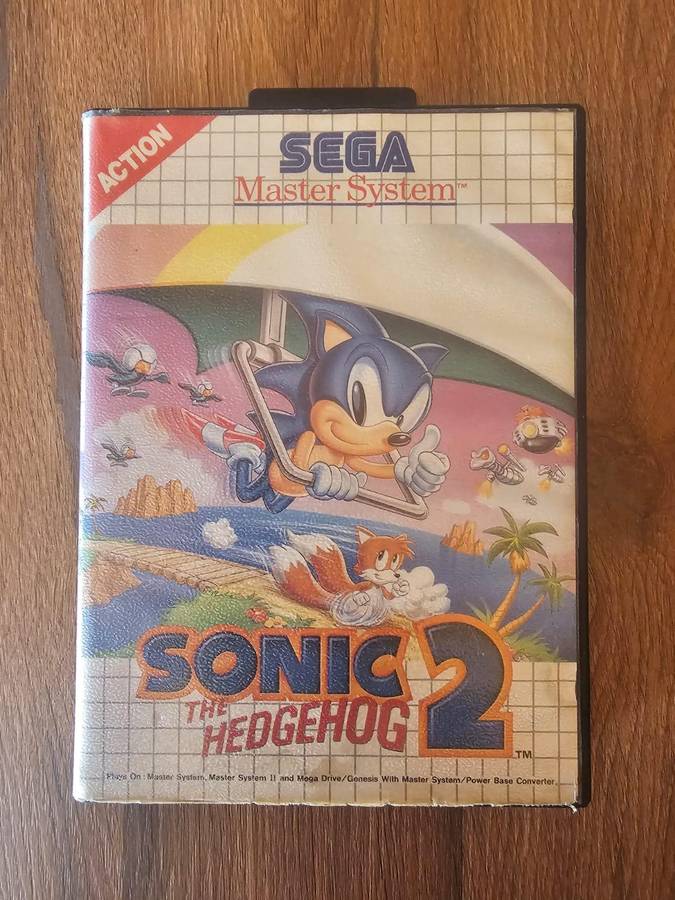 ACTION
SEGA
Master System™
SONIC
THE
HEDGEHOG
2
TM
Plays On : Master System, Master System II and Mega Drive/Genesis With Master System/Power Base Converter.